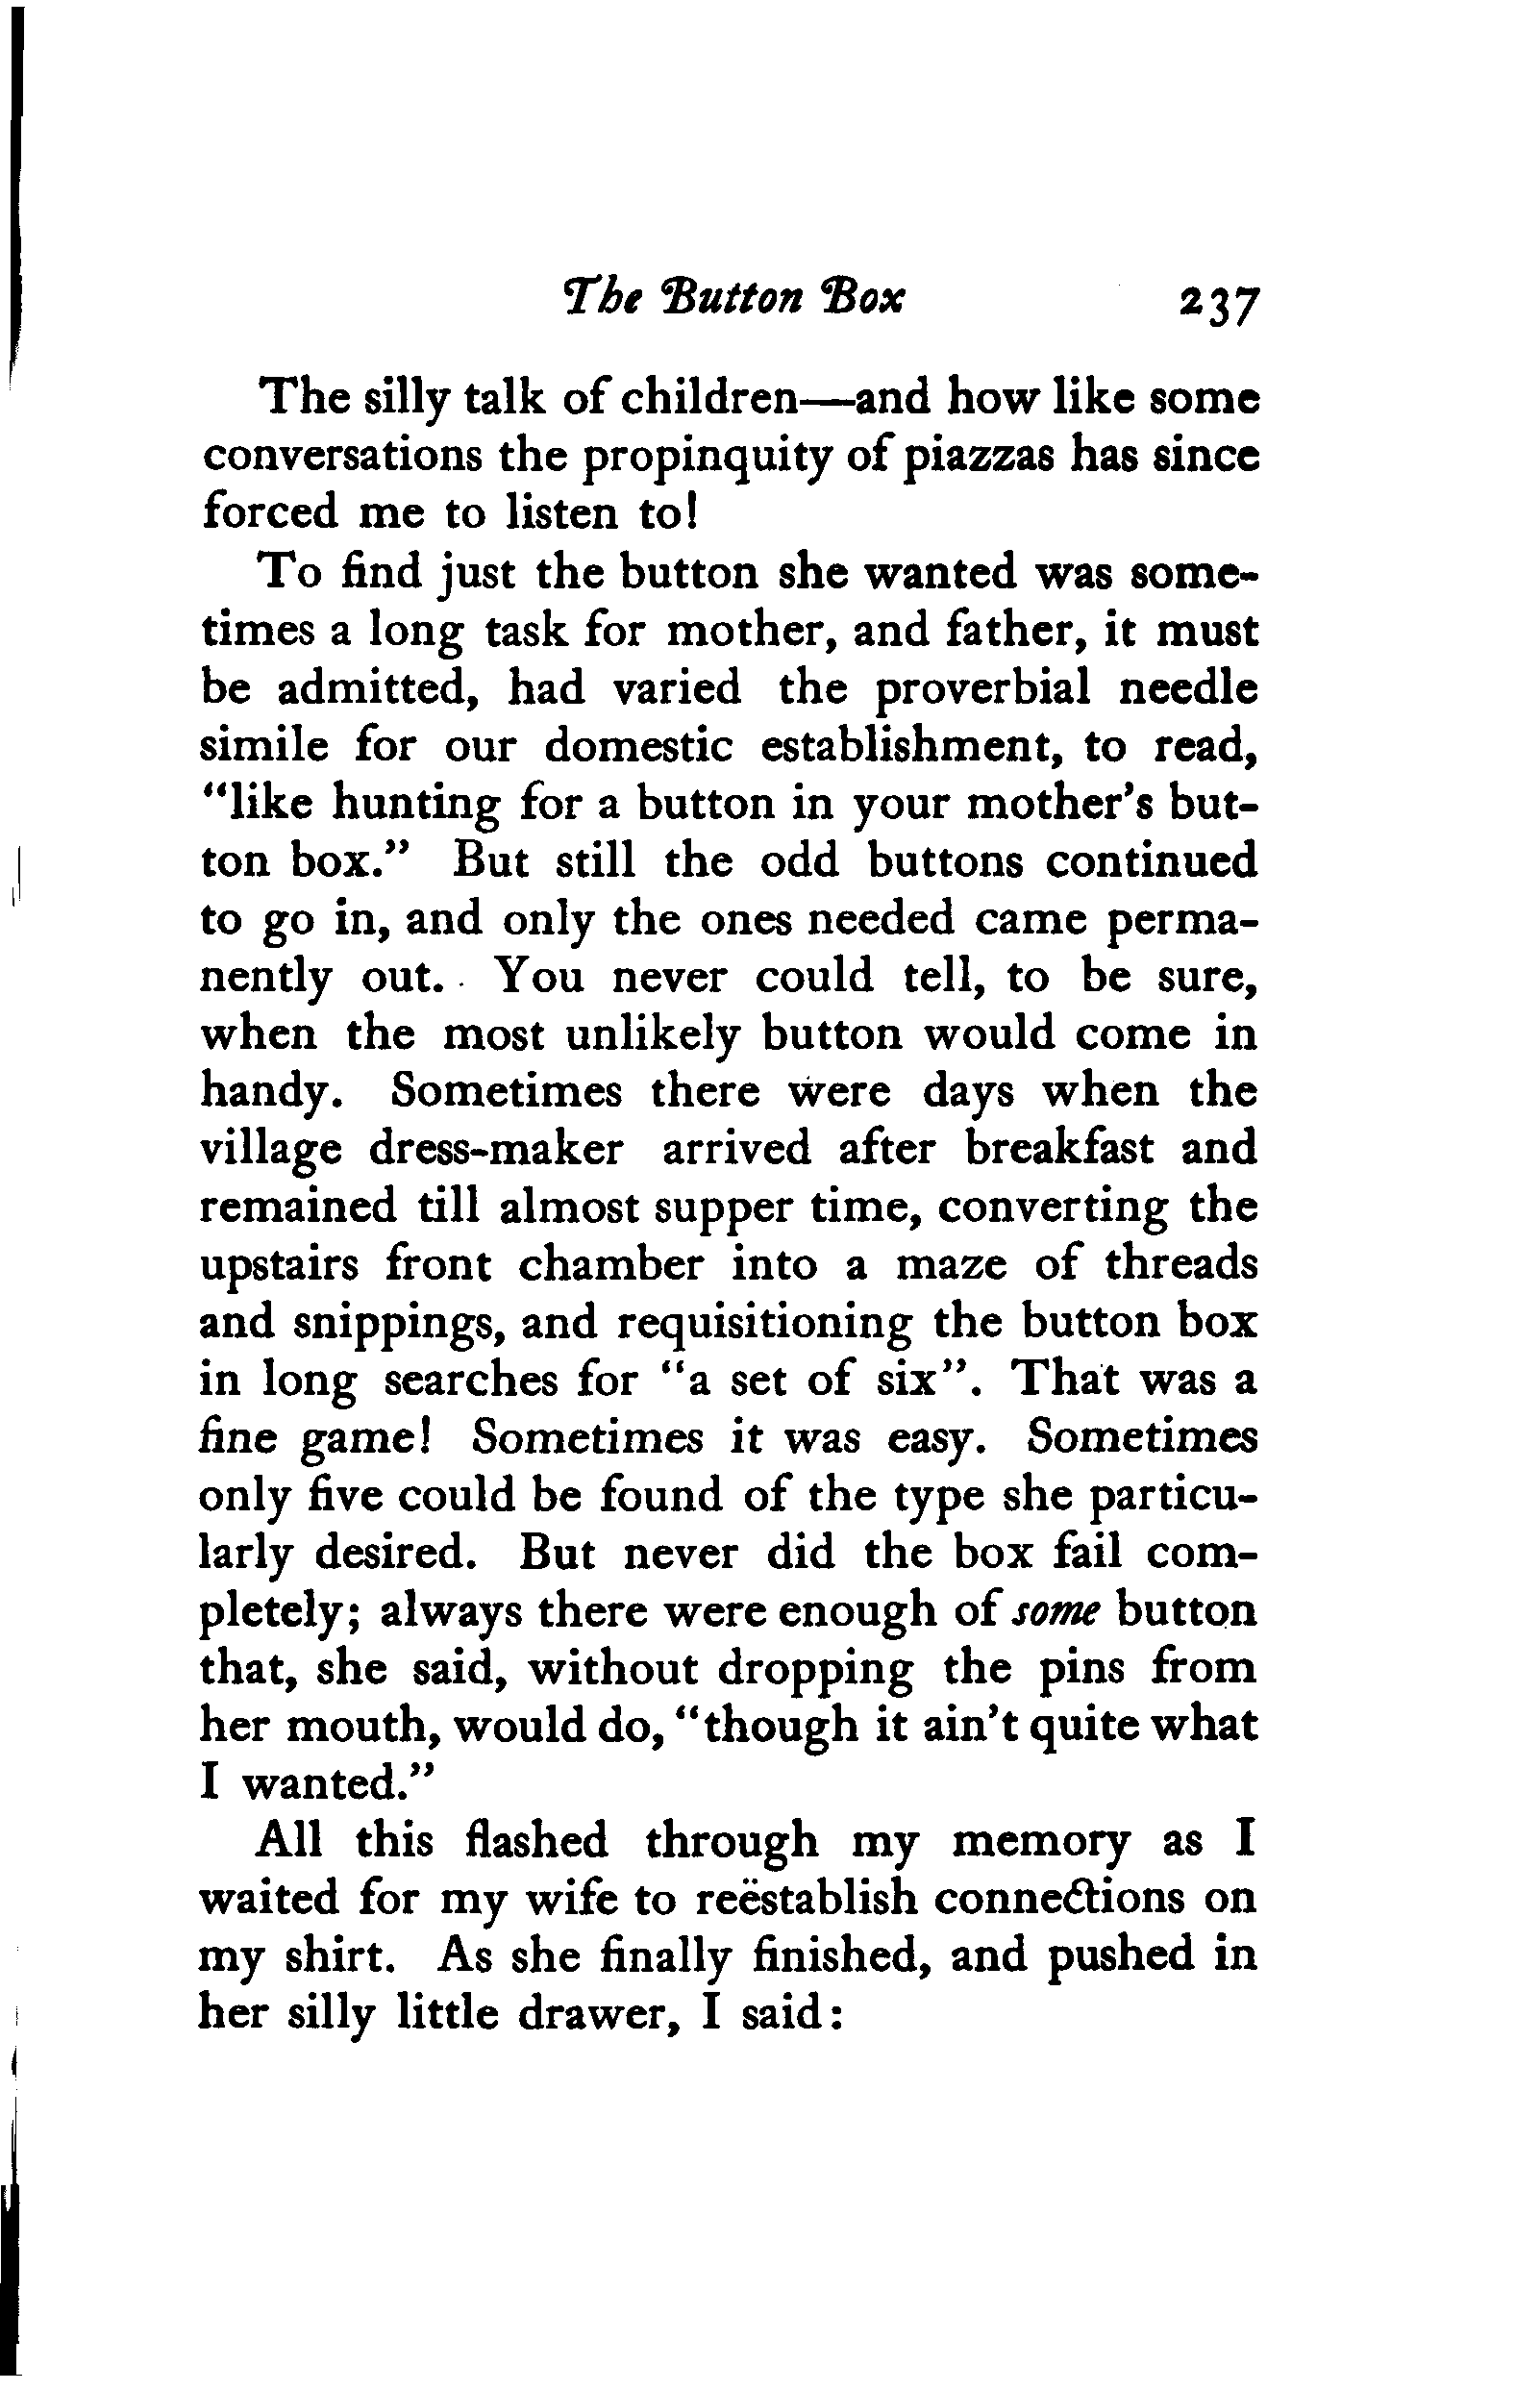 The Button Box 237
The silly talk of children—and how like some
conversations the propinquity of piazzas has since
forced me to listen to!
To find just the button she wanted was some-
times a long task for mother, and father, it must
be admitted, had varied the proverbial needle
simile for our domestic establishment, to read,
"like hunting for a button in your mother's but-
ton box." But still the odd buttons continued
to go in, and only the ones needed came perma-
nently out. You never could tell, to be sure,
when the most unlikely button would come in
handy. Sometimes there were days when the
village dress-maker arrived after breakfast and
remained till almost supper time, converting the
upstairs front chamber into a maze of threads
and snippings, and requisitioning the button box
in long searches for "a set of six". That was a
fine game! Sometimes it was easy. Sometimes
only five could be found of the type she particu-
larly desired. But never did the box fail com-
pletely; always there were enough of some button
that, she said, without dropping the pins from
her mouth, would do, "though it ain't quite what
I wanted."
All this flashed through my memory as I
waited for my wife to reëstablish connections on
my shirt. As she finally finished, and pushed in
her silly little drawer, I said: